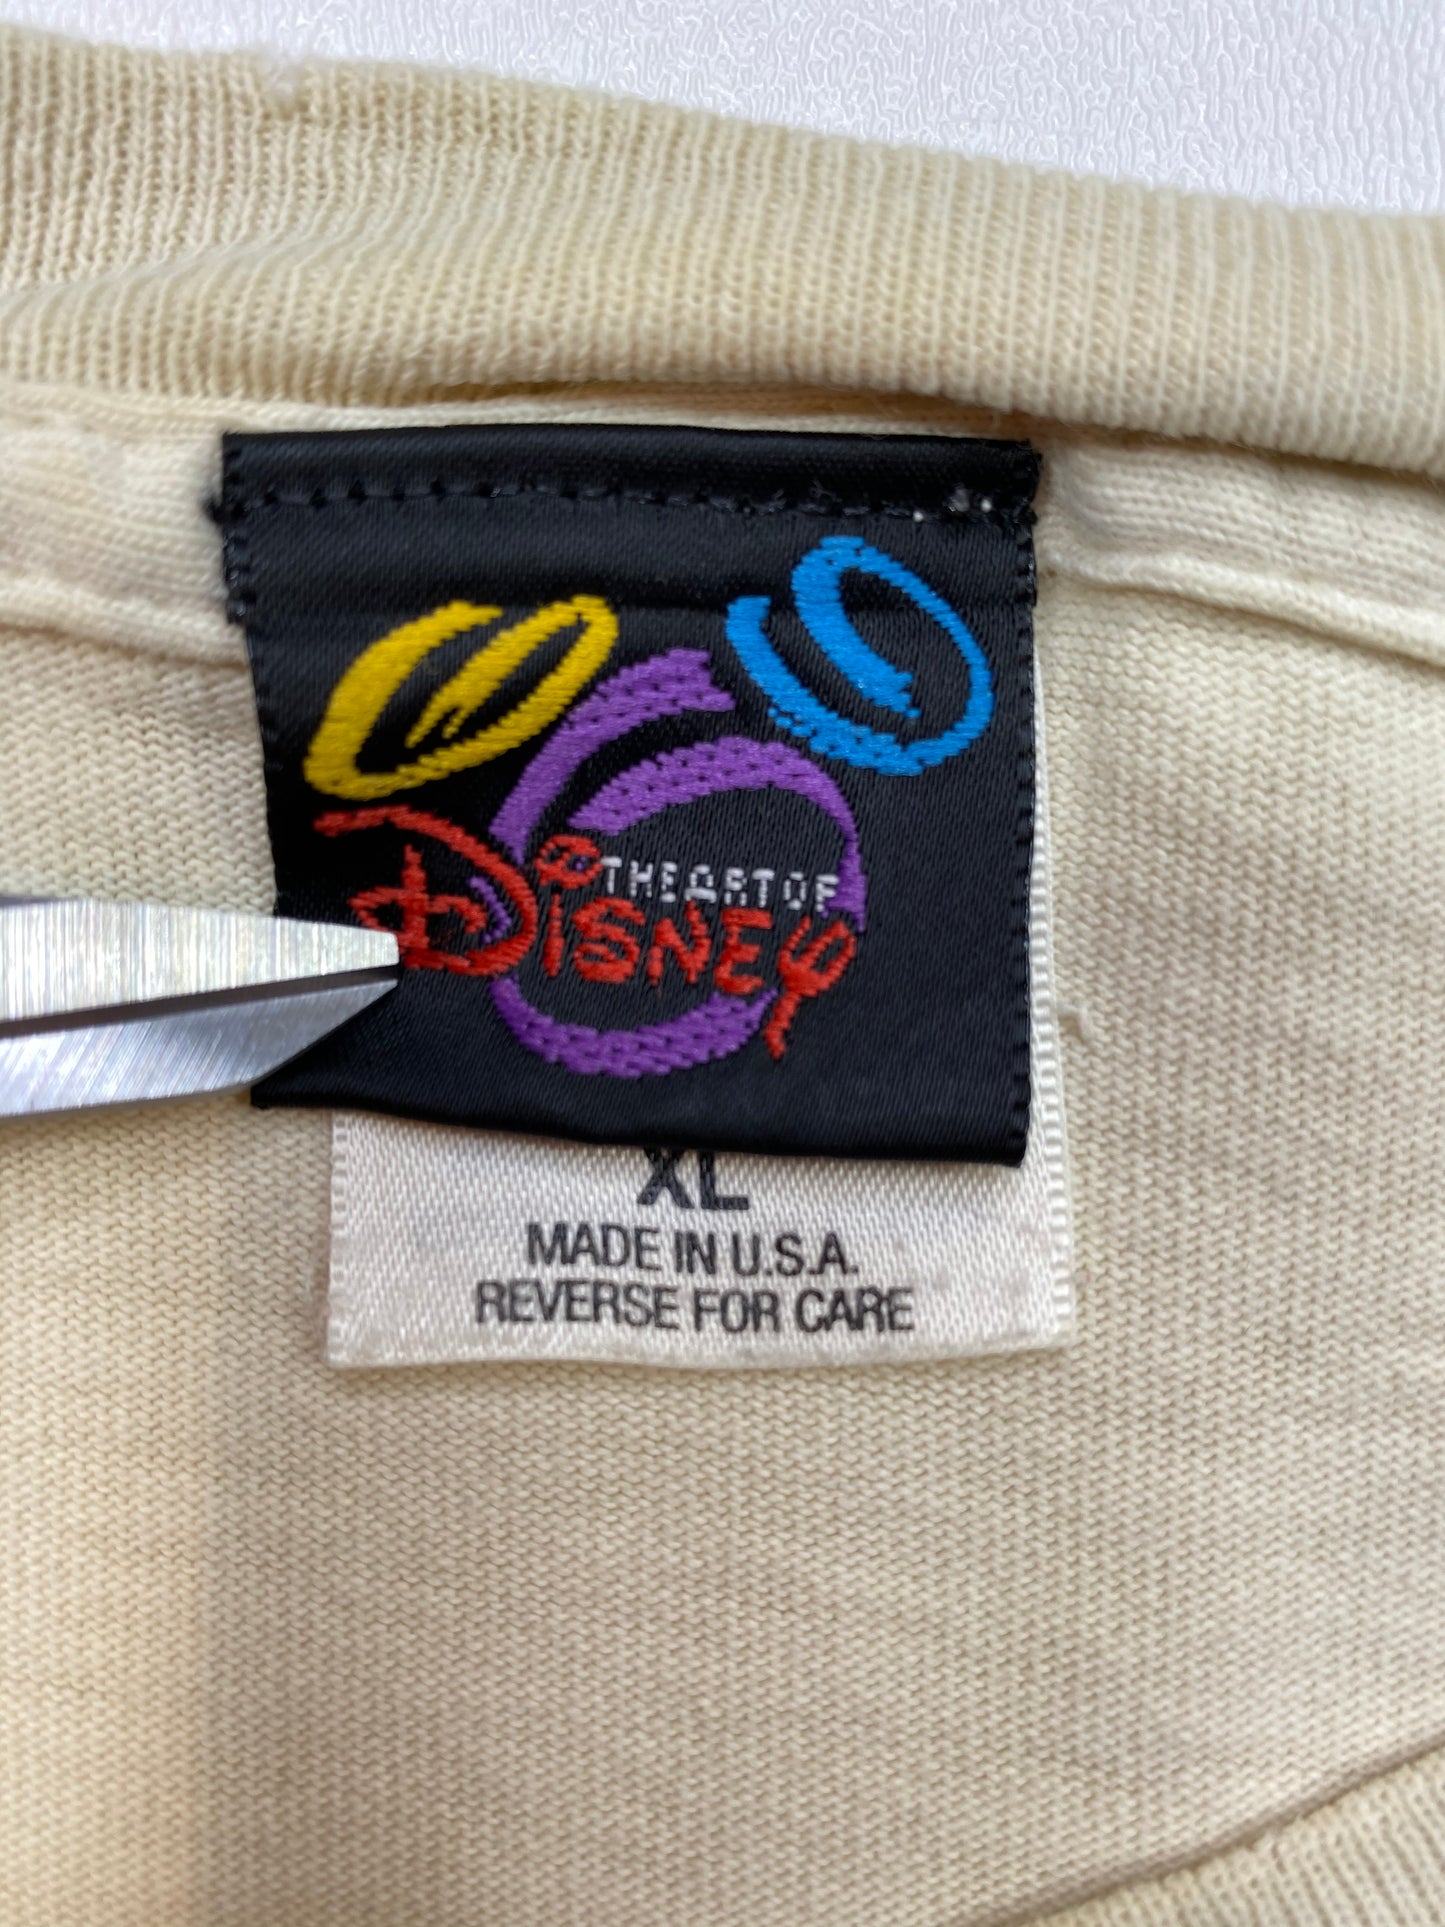 THE ART OF
Disney
XL
MADE IN U.S.A.
REVERSE FOR CARE